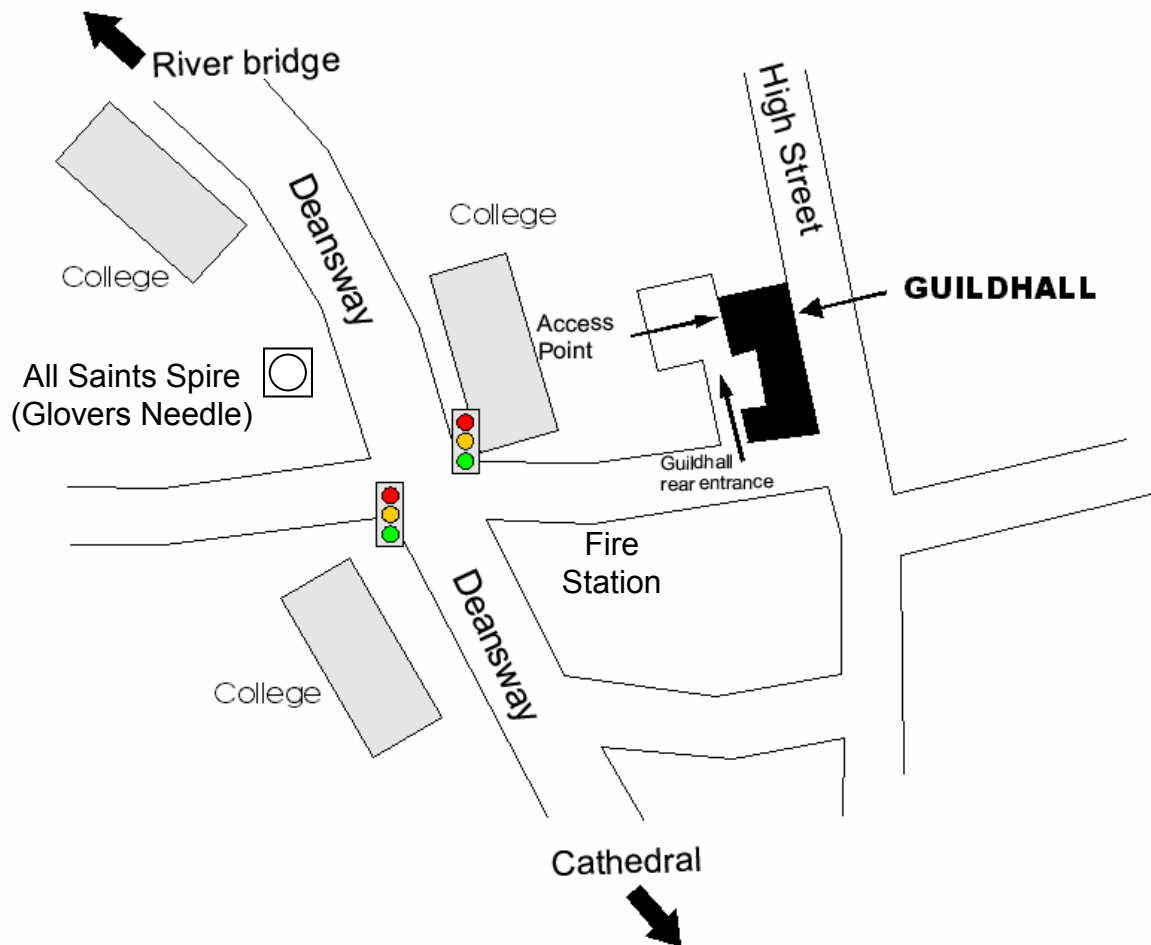 River bridge
High Street
Deansway
College
College
GUILDHALL
Access
Point
All Saints Spire
(Glovers Needle)
Guildhall
rear entrance
Fire
Station
Deansway
College
Cathedral